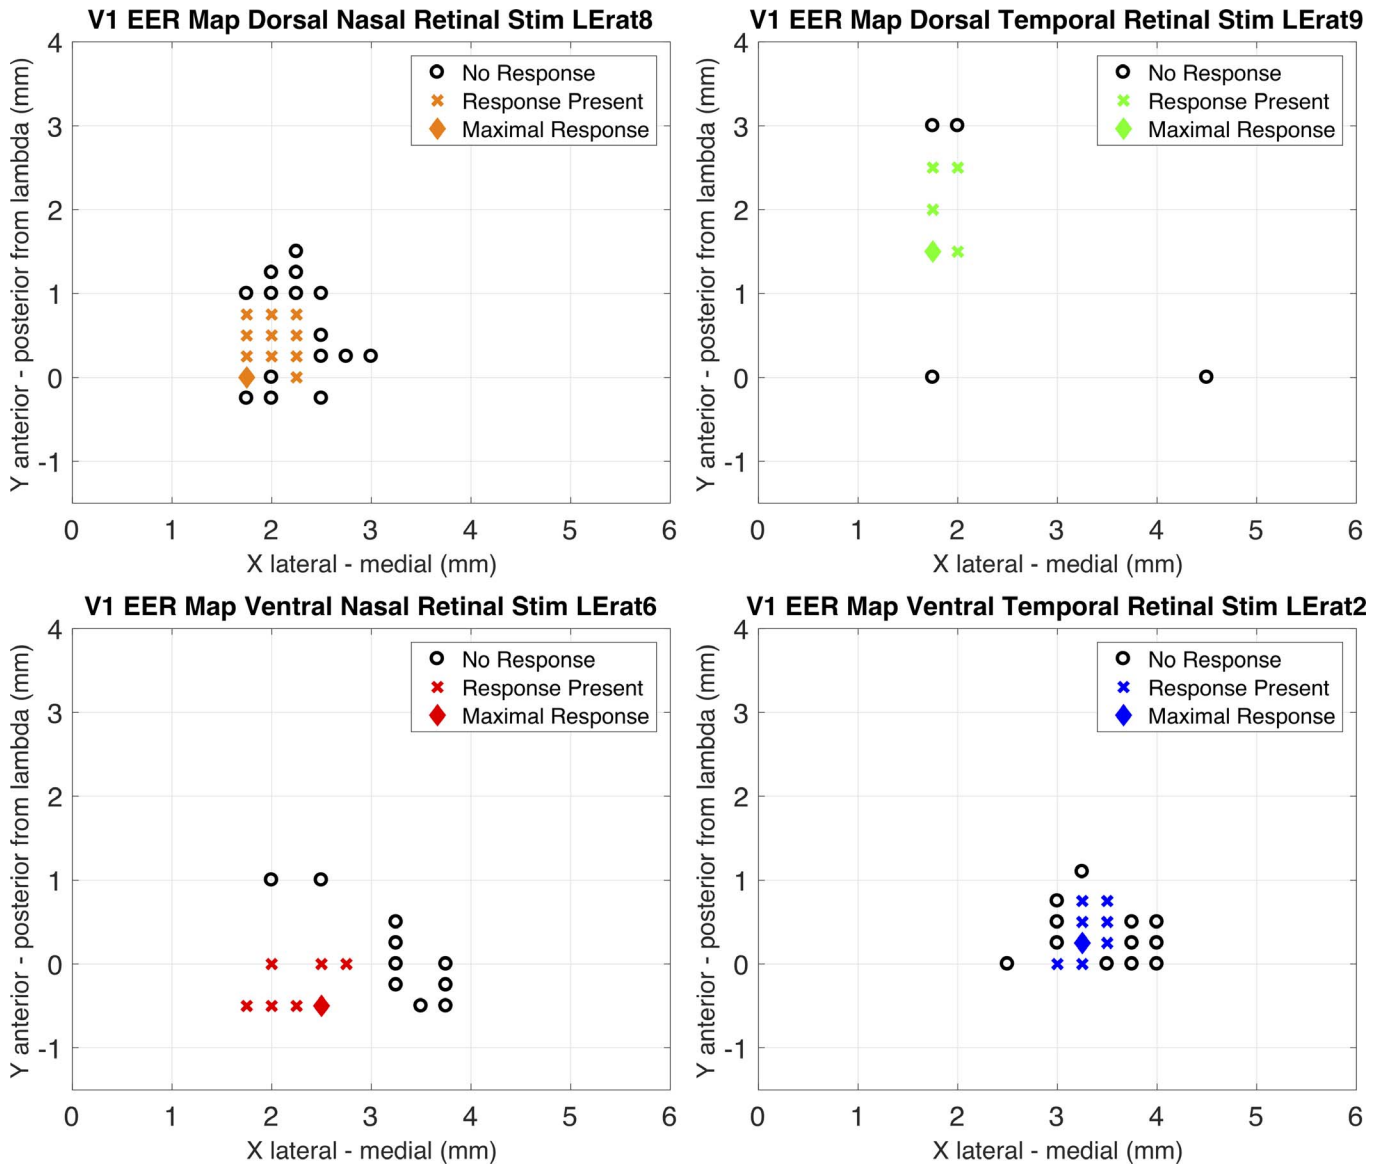 V1 EER Map Dorsal Nasal Retinal Stim LErat8
No Response
Response Present
Maximal Response
Y anterior - posterior from lambda (mm)
4
3
2
1
0
-1
0 1 2 3 4 5 6
X lateral - medial (mm)
V1 EER Map Dorsal Temporal Retinal Stim LErat9
No Response
Response Present
Maximal Response
Y anterior - posterior from lambda (mm)
4
3
2
1
0
-1
0 1 2 3 4 5 6
X lateral - medial (mm)
V1 EER Map Ventral Nasal Retinal Stim LErat6
No Response
Response Present
Maximal Response
Y anterior - posterior from lambda (mm)
4
3
2
1
0
-1
0 1 2 3 4 5 6
X lateral - medial (mm)
V1 EER Map Ventral Temporal Retinal Stim LErat2
No Response
Response Present
Maximal Response
Y anterior - posterior from lambda (mm)
4
3
2
1
0
-1
0 1 2 3 4 5 6
X lateral - medial (mm)